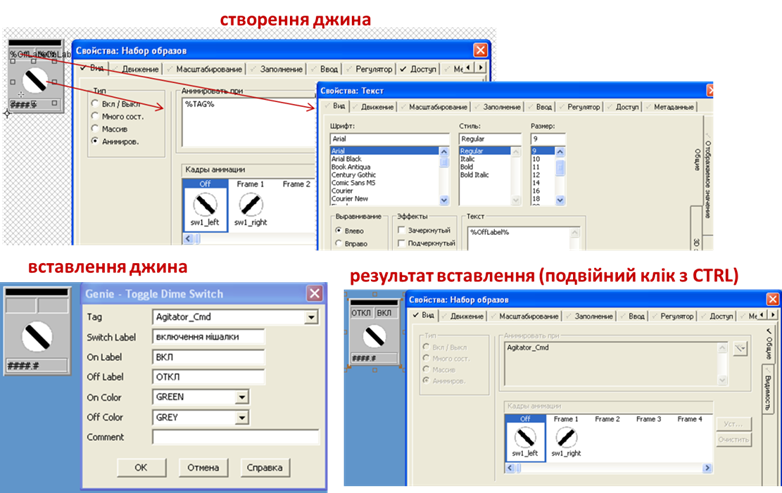 створення джина
%OffLabel%
####.#
Свойства: Набор образов
Вид
Движение
Масштабирование
Заполнение
Ввод
Регулятор
Доступ
Тип
Вкл / Выкл
Много сост.
Массив
Анимиров.
Анимировать при
%TAG%
Кадры анимации
Off Frame 1 Frame 2
sw1_left sw1_right
Свойства: Текст
Вид
Движение
Масштабирование
Заполнение
Ввод
Регулятор
Доступ
Метаданные
Шрифт: Стиль: Размер:
Arial Regular 9
Arial Regular 9
Arial Black Italic 10
Book Antiqua Bold 11
Century Gothic Bold Italic 12
Comic Sans MS 14
Courier 16
Courier New 18
Выравнивание
Влево
Вправо
Эффекты
Зачеркнутый
Подчеркнутый
Текст
%OffLabel%
Общие
Отображаемое значение
3D
вставлення джина
####.#
Genie - Toggle Dime Switch
Tag Agitator_Cmd
Switch Label включення мішалки
On Label ВКЛ
Off Label ОТКЛ
On Color GREEN
Off Color GREY
Comment
OK Отмена Справка
результат вставлення (подвійний клік з CTRL)
ОТКЛ ВКЛ
####.#
Свойства: Набор образов
Вид
Движение
Масштабирование
Заполнение
Ввод
Регулятор
Доступ
Тип
Вкл / Выкл
Много сост.
Массив
Анимиров.
Анимировать при
Agitator_Cmd
Кадры анимации
Off Frame 1 Frame 2 Frame 3 Frame 4
sw1_left sw1_right
Уст...
Очистить
Общие
Видимость